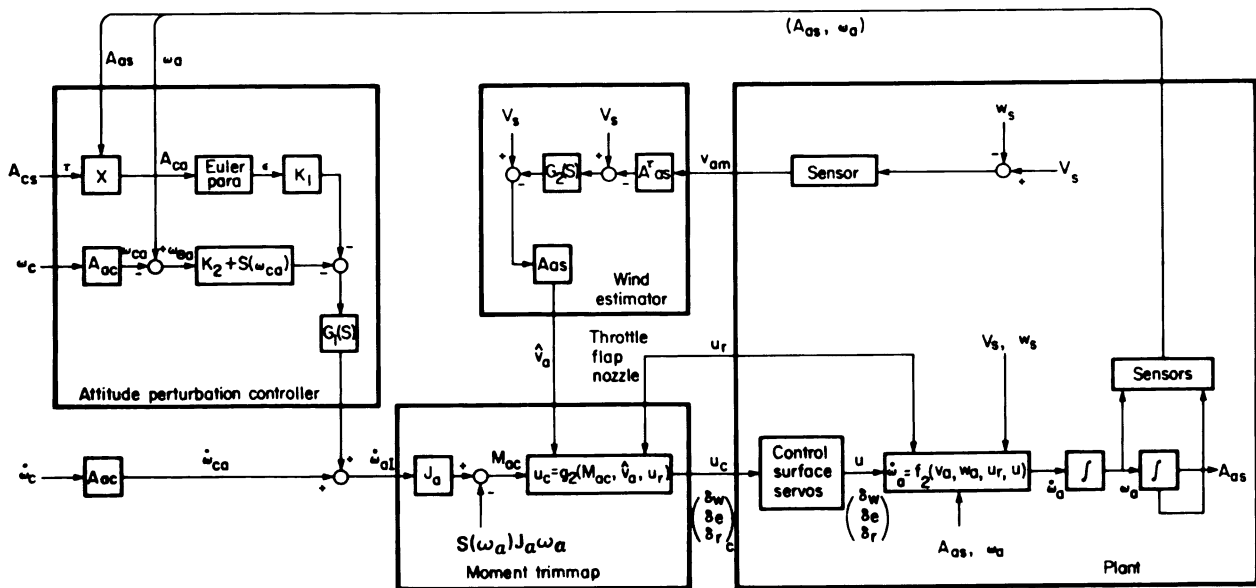 (A_as, ω_a)
A_as
ω_a
A_cs
τ
X
A_ca
Euler para
ϵ
K_1
-
ω_c
A_ac
ω_ca
-
+
ω_ea
K_2 + S(ω_ca)
-
G_1(S)
Attitude perturbation controller
V_s
V_s
+
-
G_2(S)
+
-
A^τ_as
A_as
Wind estimator
v_am
Sensor
w_s
-
+
V_s
v̂_a
Throttle flap nozzle
u_r
V_s, w_s
Sensors
ω̇_c
A_ac
ω̇_ca
+
+
ω̇_aI
J_a
+
-
M_ac
u_c = g_2(M_ac, v̂_a, u_r)
S(ω_a)J_aω_a
Moment trimmap
u_c
(δ_w δ_e δ_r)_c
Control surface servos
u
(δ_w δ_e δ_r)
ω̇_a = f_2(v_a, w_a, u_r, u)
A_as, ω_a
ω̇_a
∫
ω_a
∫
A_as
Plant